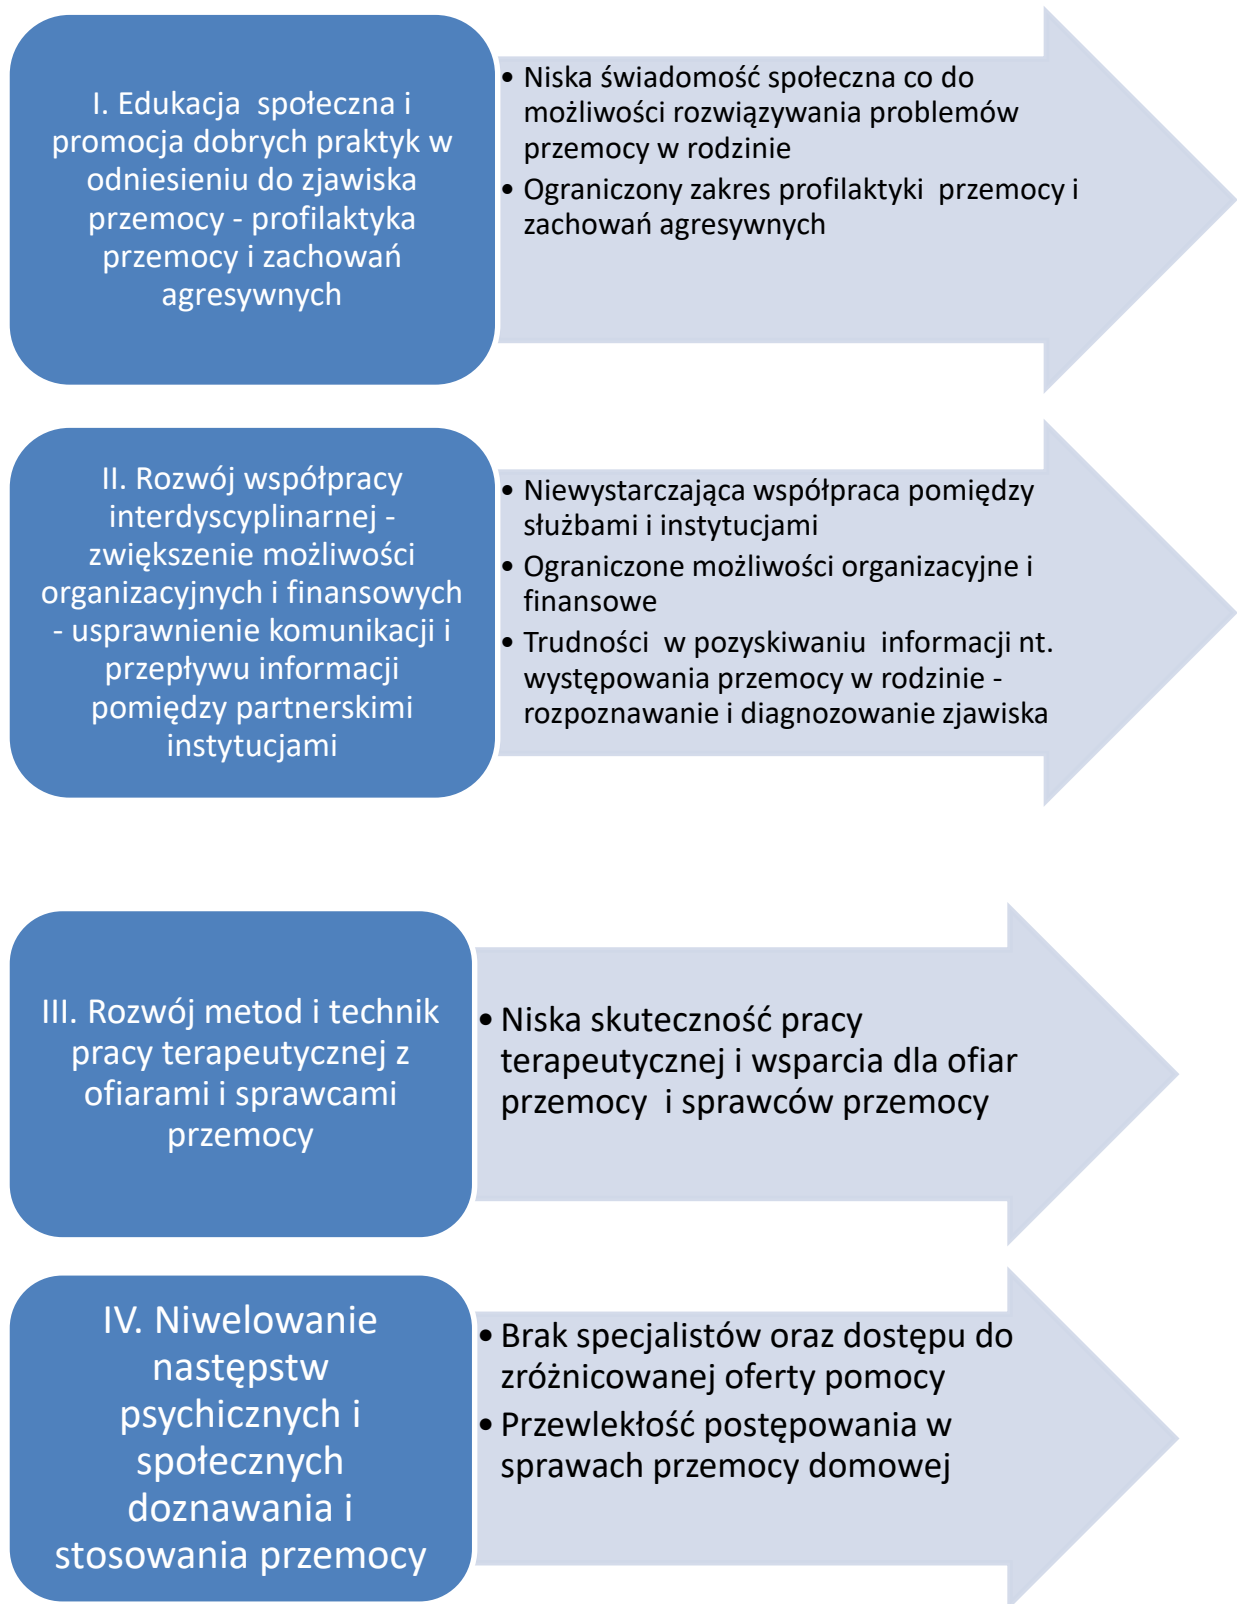 I. Edukacja  społeczna i
promocja dobrych praktyk w
odniesieniu do zjawiska
przemocy - profilaktyka
przemocy i zachowań
agresywnych
• Niska świadomość społeczna co do
możliwości rozwiązywania problemów
przemocy w rodzinie
• Ograniczony zakres profilaktyki  przemocy i
zachowań agresywnych
II. Rozwój współpracy
interdyscyplinarnej -
zwiększenie możliwości
organizacyjnych i finansowych
- usprawnienie komunikacji i
przepływu informacji
pomiędzy partnerskimi
instytucjami
• Niewystarczająca współpraca pomiędzy
służbami i instytucjami
• Ograniczone możliwości organizacyjne i
finansowe
• Trudności  w pozyskiwaniu  informacji nt.
występowania przemocy w rodzinie -
rozpoznawanie i diagnozowanie zjawiska
III. Rozwój metod i technik
pracy terapeutycznej z
ofiarami i sprawcami
przemocy
• Niska skuteczność pracy
terapeutycznej i wsparcia dla ofiar
przemocy  i sprawców przemocy
IV. Niwelowanie
następstw
psychicznych i
społecznych
doznawania i
stosowania przemocy
• Brak specjalistów oraz dostępu do
zróżnicowanej oferty pomocy
• Przewlekłość postępowania w
sprawach przemocy domowej